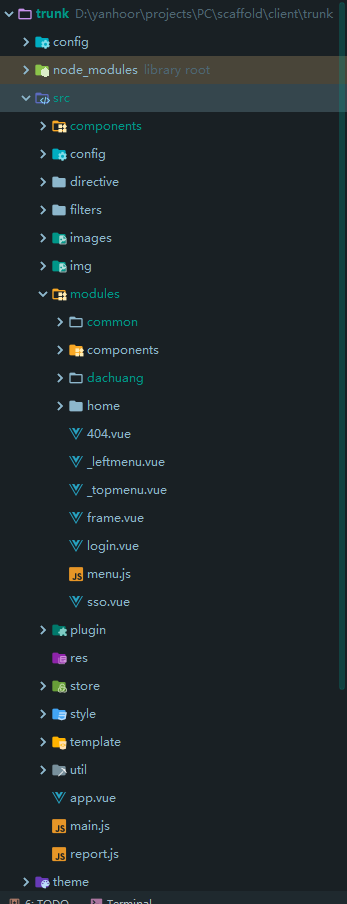 trunk D:\yanhoor\projects\PC\scaffold\client\trunk
config
node_modules library root
src
components
config
directive
filters
images
img
modules
common
components
dachuang
home
404.vue
_leftmenu.vue
_topmenu.vue
frame.vue
login.vue
menu.js
sso.vue
plugin
res
store
style
template
util
app.vue
main.js
report.js
theme
6: TODO Terminal